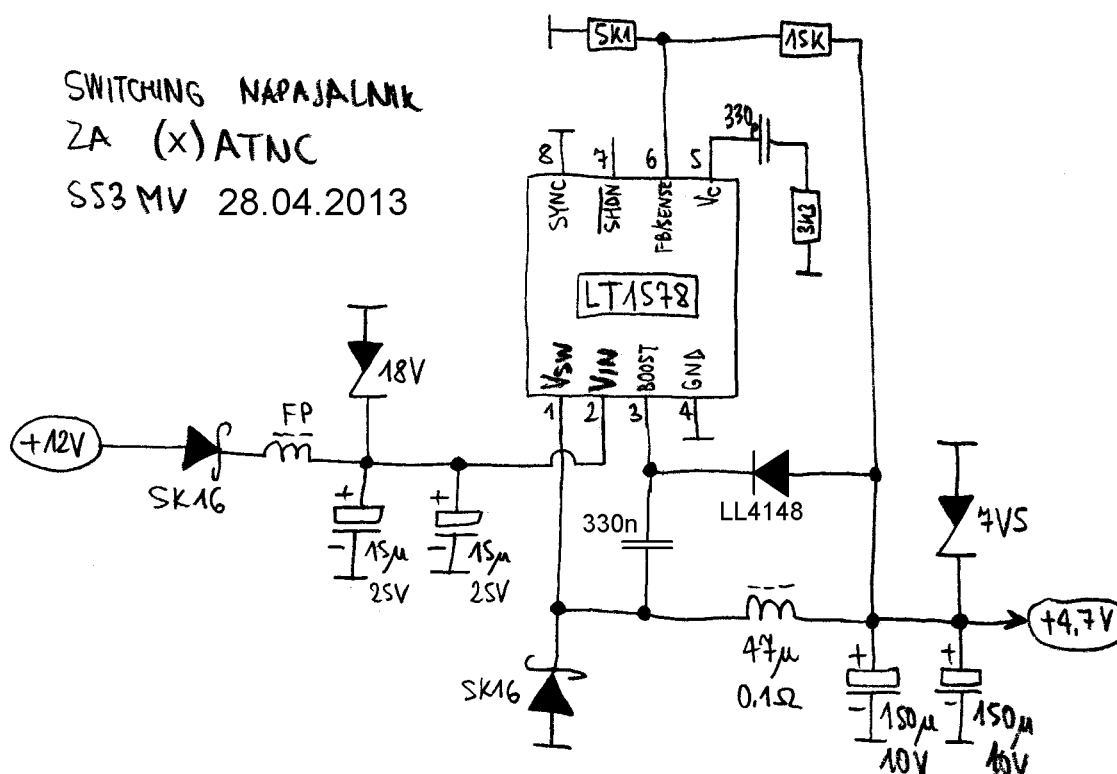 SWITCHING NAPAJALNIK
ZA (X) ATNC
S53MV 28.04.2013
5K1
15K
330p
3K3
8
7
6
5
SYNC
SHDN
FB/SENSE
VC
LT1578
VSW
VIN
BOOST
GND
1
2
3
4
18V
+12V
FP
SK16
+
-
15µ
25V
+
-
15µ
25V
330n
LL4148
7V5
+4,7V
47µ
0.1Ω
SK16
+
-
150µ
10V
+
-
150µ
10V